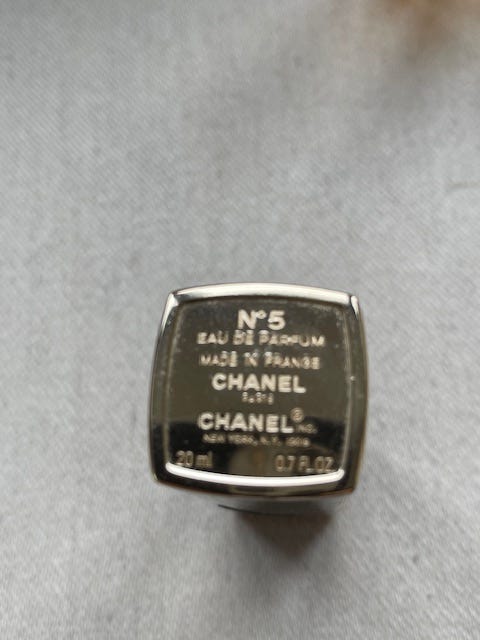 N°5
EAU DE PARFUM
MADE IN FRANCE
CHANEL
PARIS
CHANEL® INC.
NEW YORK, N.Y.
20 ml 0.7 FL.OZ.